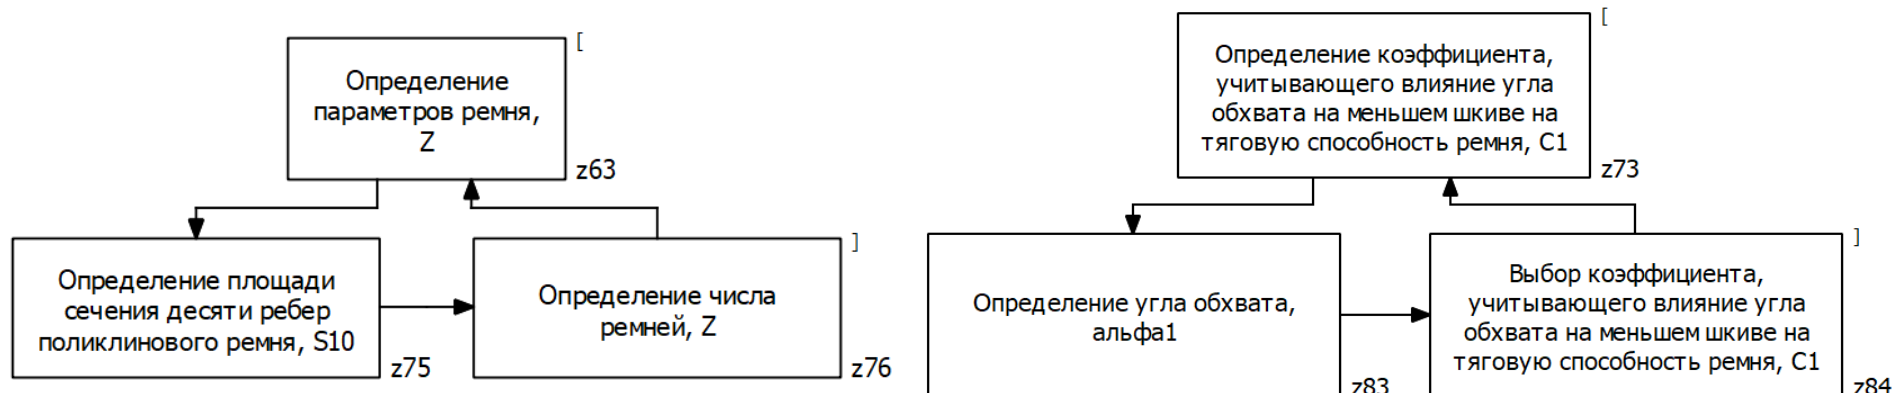 [
Определение
параметров ремня,
Z
z63
Определение площади
сечения десяти ребер
поликлинового ремня, S10
z75
]
Определение числа
ремней, Z
z76
[
Определение коэффициента,
учитывающего влияние угла
обхвата на меньшем шкиве на
тяговую способность ремня, C1
z73
Определение угла обхвата,
альфа1
z83
]
Выбор коэффициента,
учитывающего влияние угла
обхвата на меньшем шкиве на
тяговую способность ремня, C1
z84